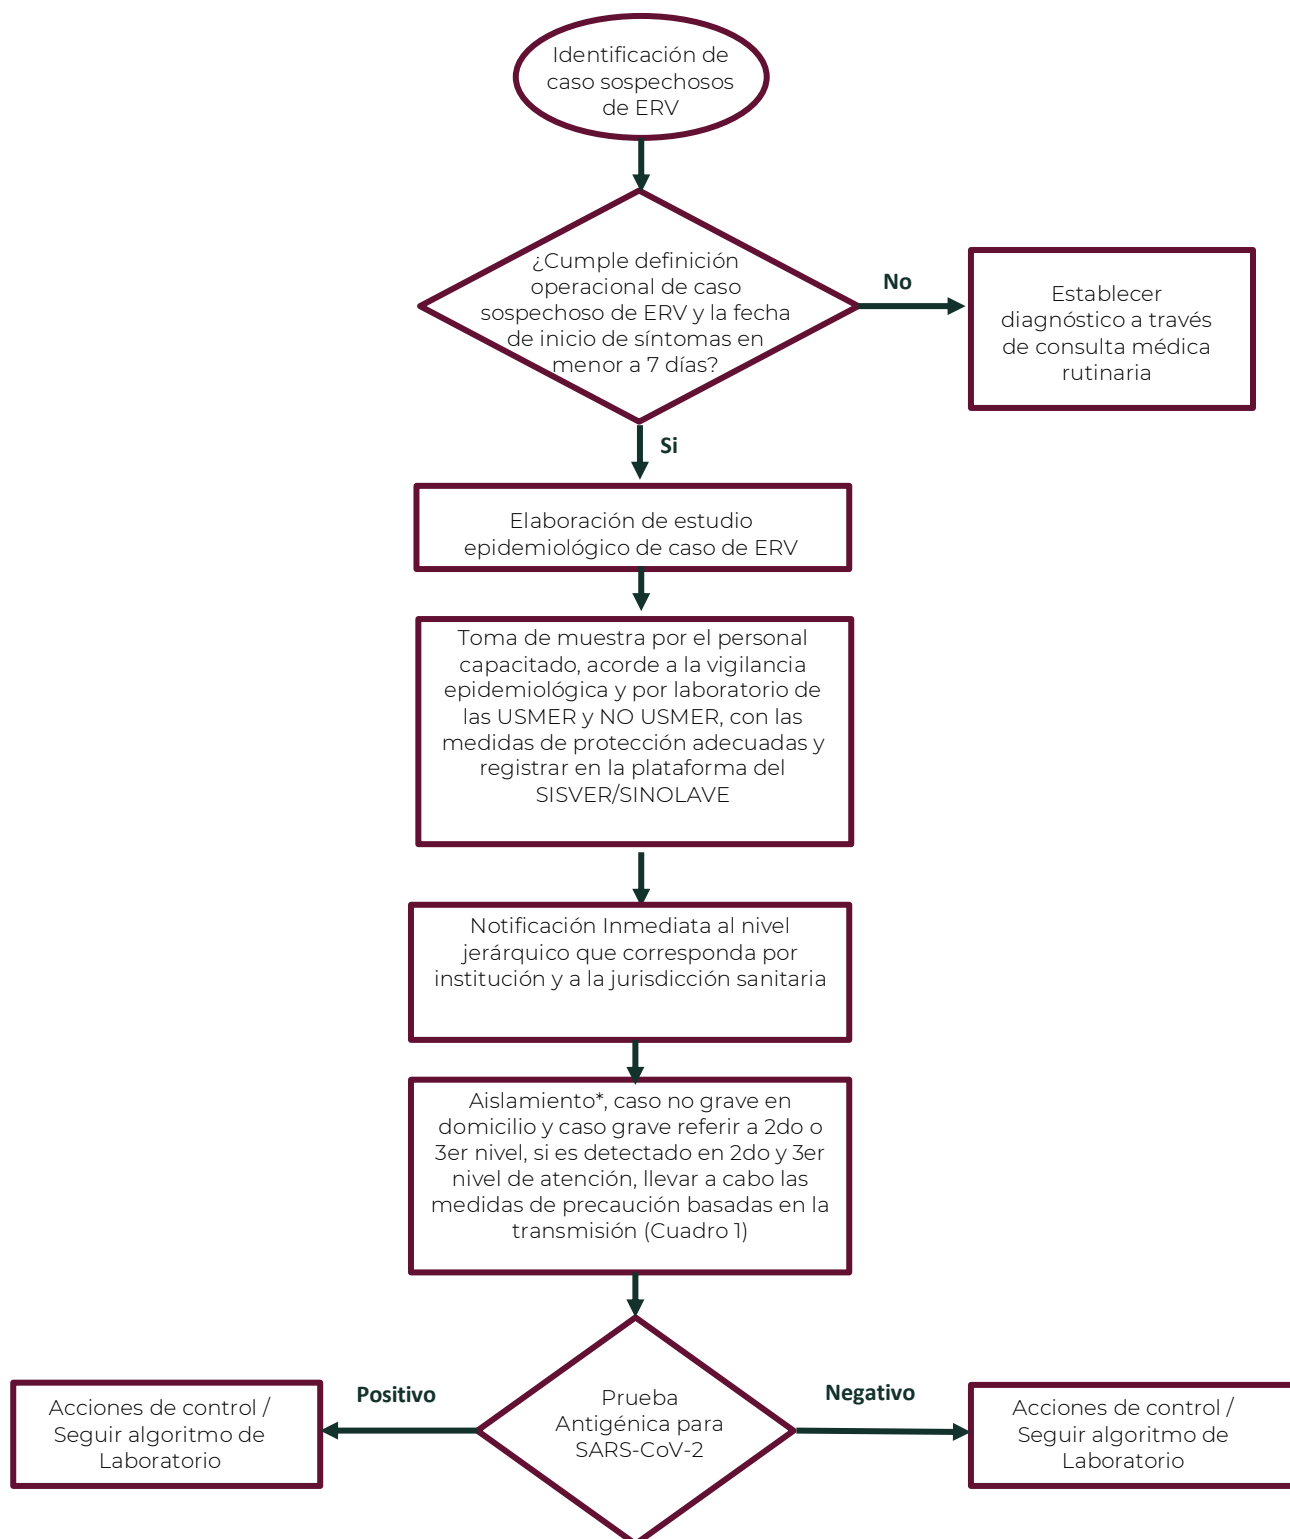 Identificación de
caso sospechosos
de ERV
¿Cumple definición
operacional de caso
sospechoso de ERV y la fecha
de inicio de síntomas en
menor a 7 días?
No
Establecer
diagnóstico a través
de consulta médica
rutinaria
Si
Elaboración de estudio
epidemiológico de caso de ERV
Toma de muestra por el personal
capacitado, acorde a la vigilancia
epidemiológica y por laboratorio de
las USMER y NO USMER, con las
medidas de protección adecuadas y
registrar en la plataforma del
SISVER/SINOLAVE
Notificación Inmediata al nivel
jerárquico que corresponda por
institución y a la jurisdicción sanitaria
Aislamiento*, caso no grave en
domicilio y caso grave referir a 2do o
3er nivel, si es detectado en 2do y 3er
nivel de atención, llevar a cabo las
medidas de precaución basadas en la
transmisión (Cuadro 1)
Positivo
Acciones de control /
Seguir algoritmo de
Laboratorio
Prueba
Antigénica para
SARS-CoV-2
Negativo
Acciones de control /
Seguir algoritmo de
Laboratorio